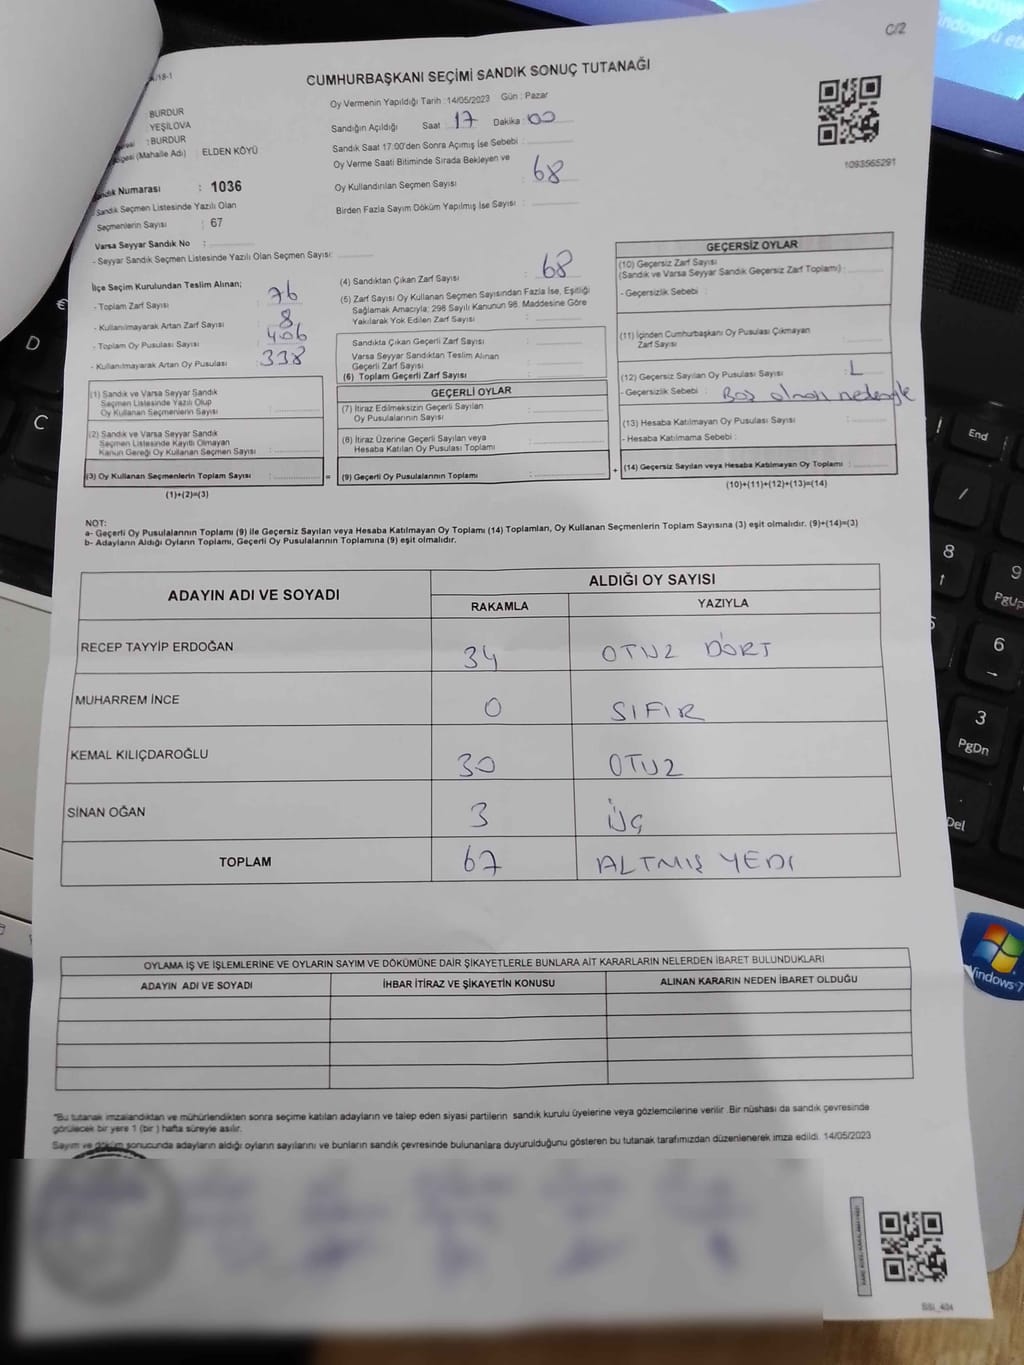 C/2
/18-1
CUMHURBAŞKANI SEÇİMİ SANDIK SONUÇ TUTANAĞI
BURDUR
: YEŞİLOVA
: BURDUR
(Mahalle Adı) : ELDEN KÖYÜ
Sandık Numarası : 1036
Sandık Seçmen Listesinde Yazılı Olan
Seçmenlerin Sayısı : 67
Varsa Seyyar Sandık No :
- Seyyar Sandık Seçmen Listesinde Yazılı Olan Seçmen Sayısı:
Oy Vermenin Yapıldığı Tarih : 14/05/2023 Gün : Pazar
Sandığın Açıldığı Saat 17 Dakika : 00
Sandık Saat 17:00'den Sonra Açımış İse Sebebi :
Oy Verme Saati Bitiminde Sırada Bekleyen ve
Oy Kullandırılan Seçmen Sayısı : 68
Birden Fazla Sayım Döküm Yapılmış İse Sayısı :
1093565291
İlçe Seçim Kurulundan Teslim Alınan;
- Toplam Zarf Sayısı : 76
- Kullanılmayarak Artan Zarf Sayısı : 8
- Toplam Oy Pusulası Sayısı : 406
- Kullanılmayarak Artan Oy Pusulası : 338
(4) Sandıktan Çıkan Zarf Sayısı : 68
(5) Zarf Sayısı Oy Kullanan Seçmen Sayısından Fazla İse, Eşitliği
Sağlamak Amacıyla; 298 Sayılı Kanunun 98. Maddesine Göre
Yakılarak Yok Edilen Zarf Sayısı :
Sandıkta Çıkan Geçerli Zarf Sayısı :
Varsa Seyyar Sandıktan Teslim Alınan
Geçerli Zarf Sayısı :
(6) Toplam Geçerli Zarf Sayısı :
GEÇERSİZ OYLAR
(10) Geçersiz Zarf Sayısı
(Sandık ve Varsa Seyyar Sandık Geçersiz Zarf Toplamı) :
- Geçersizlik Sebebi :
(11) İçinden Cumhurbaşkanı Oy Pusulası Çıkmayan
Zarf Sayısı :
(12) Geçersiz Sayılan Oy Pusulası Sayısı : 1
- Geçersizlik Sebebi : Boş olması nedeniyle
(13) Hesaba Katılmayan Oy Pusulası Sayısı :
- Hesaba Katılmama Sebebi :
(14) Geçersiz Sayılan veya Hesaba Katılmayan Oy Toplamı :
(10)+(11)+(12)+(13)=(14)
(1) Sandık ve Varsa Seyyar Sandık
Seçmen Listesinde Yazılı Olup
Oy Kullanan Seçmenlerin Sayısı :
(2) Sandık ve Varsa Seyyar Sandık
Seçmen Listesinde Kayıtlı Olmayan
Kanun Gereği Oy Kullanan Seçmen Sayısı :
(3) Oy Kullanan Seçmenlerin Toplam Sayısı : =
(1)+(2)=(3)
GEÇERLİ OYLAR
(7) İtiraz Edilmeksizin Geçerli Sayılan
Oy Pusulalarının Sayısı :
(8) İtiraz Üzerine Geçerli Sayılan veya
Hesaba Katılan Oy Pusulası Toplamı :
(9) Geçerli Oy Pusulalarının Toplamı : +
NOT:
a- Geçerli Oy Pusulalarının Toplamı (9) ile Geçersiz Sayılan veya Hesaba Katılmayan Oy Toplamı (14) Toplamları, Oy Kullanan Seçmenlerin Toplam Sayısına (3) eşit olmalıdır. (9)+(14)=(3)
b- Adayların Aldığı Oyların Toplamı, Geçerli Oy Pusulalarının Toplamına (9) eşit olmalıdır.
ADAYIN ADI VE SOYADI
ALDIĞI OY SAYISI
RAKAMLA YAZIYLA
RECEP TAYYİP ERDOĞAN 34 OTUZ DÖRT
MUHARREM İNCE 0 SIFIR
KEMAL KILIÇDAROĞLU 30 OTUZ
SİNAN OĞAN 3 ÜÇ
TOPLAM 67 ALTMIŞ YEDİ
OYLAMA İŞ VE İŞLEMLERİNE VE OYLARIN SAYIM VE DÖKÜMÜNE DAİR ŞİKAYETLERLE BUNLARA AİT KARARLARIN NELERDEN İBARET BULUNDUKLARI
ADAYIN ADI VE SOYADI İHBAR İTİRAZ VE ŞİKAYETİN KONUSU ALINAN KARARIN NEDEN İBARET OLDUĞU
*Bu tutanak imzalandıktan ve mühürlendikten sonra seçime katılan adayların ve talep eden siyasi partilerin sandık kurulu üyelerine veya gözlemcilerine verilir .Bir nüshası da sandık çevresinde
görülecek bir yere 1 (bir ) hafta süreyle asılır.
Sayım ve döküm sonucunda adayların aldığı oyların sayılarını ve bunların sandık çevresinde bulunanlara duyurulduğunu gösteren bu tutanak tarafımızdan düzenlenerek imza edildi. 14/05/2023
D
C
End
/
8
9
PgUp
6
3
PgDn
Del
Windows 7